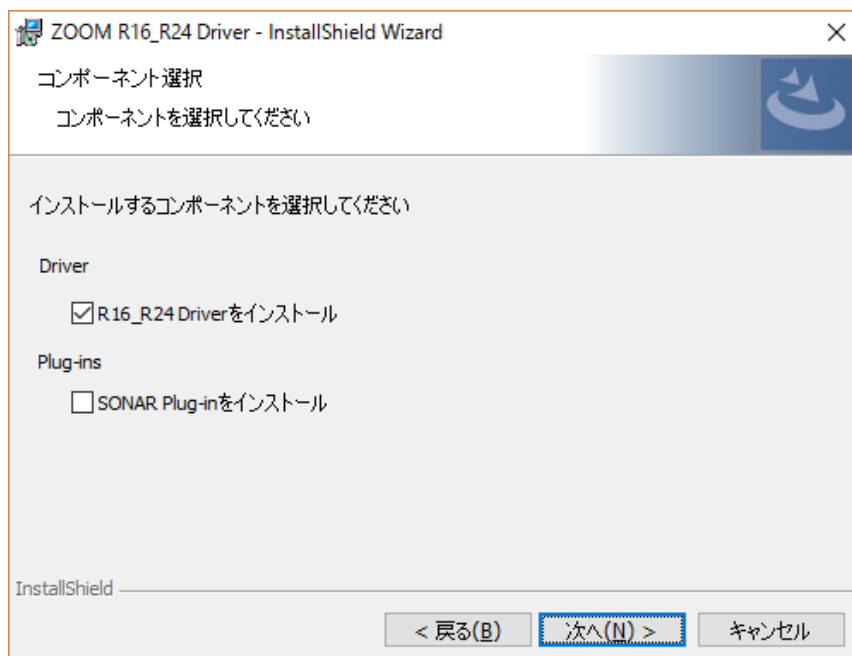 ZOOM R16_R24 Driver - InstallShield Wizard
コンポーネント選択
コンポーネントを選択してください
インストールするコンポーネントを選択してください
Driver
R16_R24 Driverをインストール
Plug-ins
SONAR Plug-inをインストール
InstallShield
< 戻る(B)
次へ(N) >
キャンセル